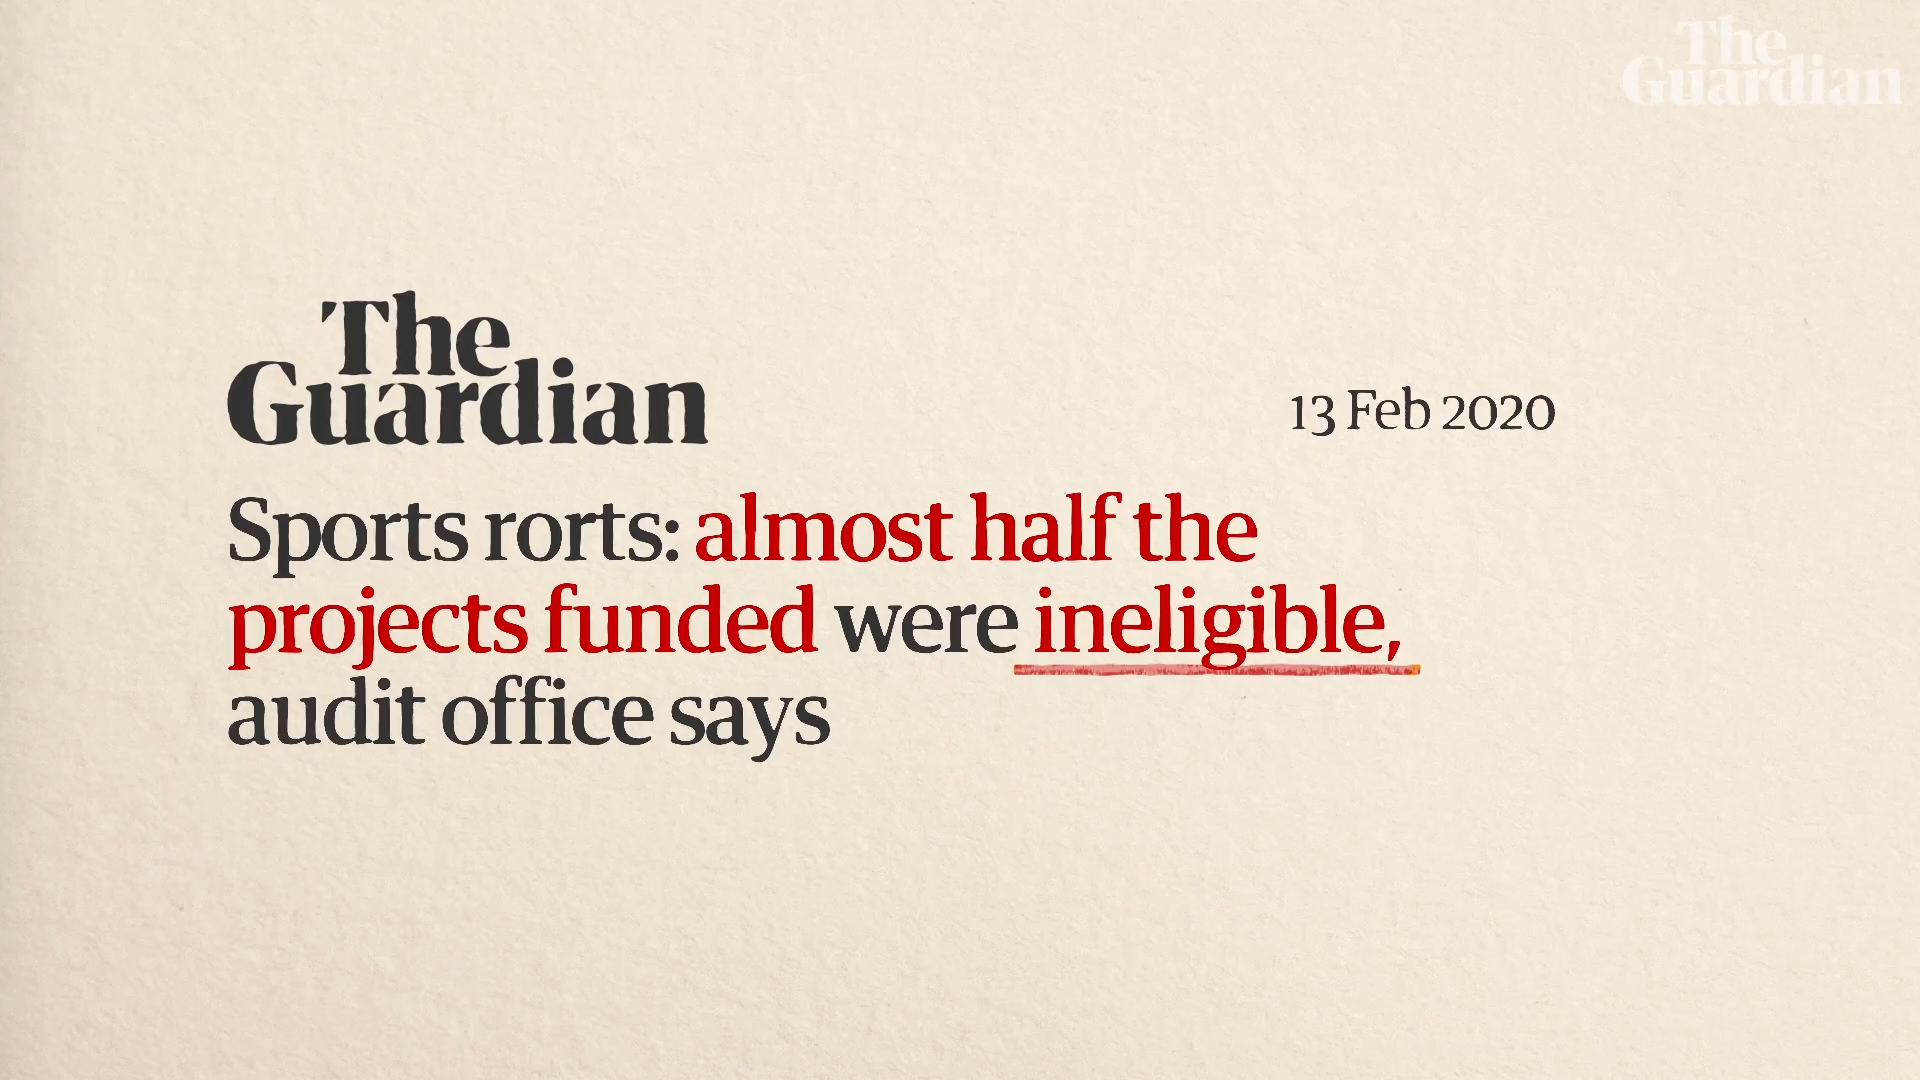 The
Guardian
The
Guardian
13 Feb 2020
Sports rorts: almost half the
projects funded were ineligible,
audit office says